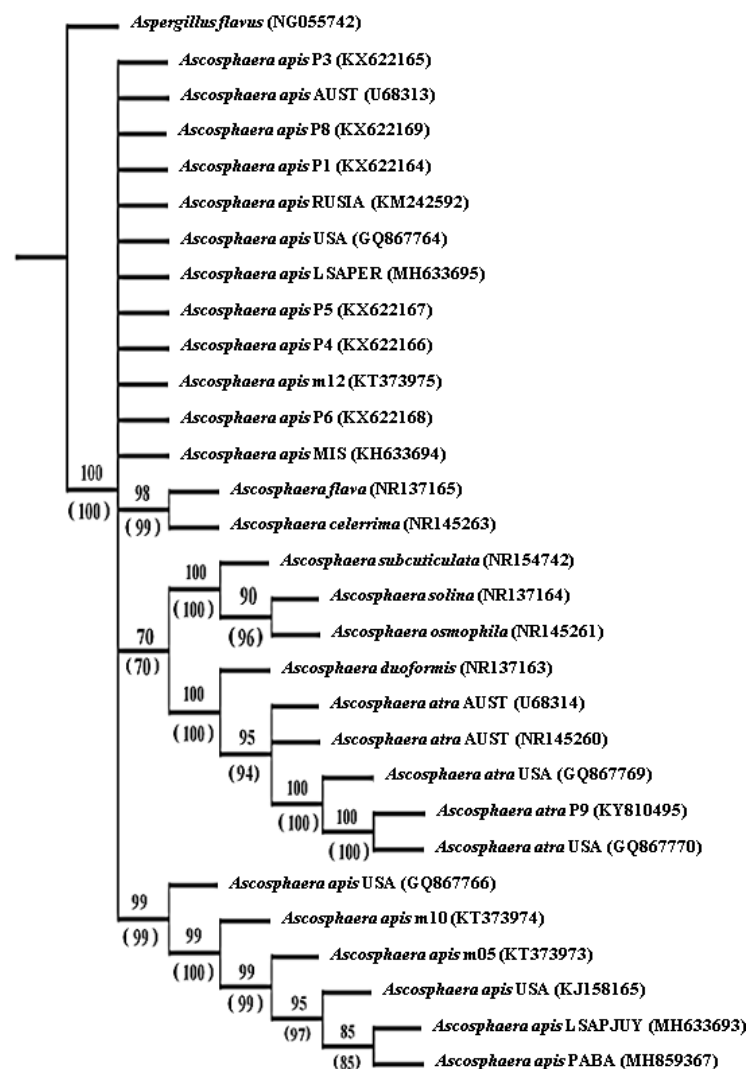 Aspergillus flavus (NG055742)
Ascosphaera apis P3 (KX622165)
Ascosphaera apis AUST (U68313)
Ascosphaera apis P8 (KX622169)
Ascosphaera apis P1 (KX622164)
Ascosphaera apis RUSIA (KM242592)
Ascosphaera apis USA (GQ867764)
Ascosphaera apis LSAPER (MH633695)
Ascosphaera apis P5 (KX622167)
Ascosphaera apis P4 (KX622166)
Ascosphaera apis m12 (KT373975)
Ascosphaera apis P6 (KX622168)
Ascosphaera apis MIS (KH633694)
100
(100)
98
(99)
Ascosphaera flava (NR137165)
Ascosphaera celerrima (NR145263)
Ascosphaera subcuticulata (NR154742)
100
(100)
90
(96)
Ascosphaera solina (NR137164)
Ascosphaera osmophila (NR145261)
70
(70)
Ascosphaera duoformis (NR137163)
100
(100)
Ascosphaera atra AUST (U68314)
95
(94)
Ascosphaera atra AUST (NR145260)
Ascosphaera atra USA (GQ867769)
100
(100)
Ascosphaera atra P9 (KY810495)
100
(100)
Ascosphaera atra USA (GQ867770)
Ascosphaera apis USA (GQ867766)
99
(99)
Ascosphaera apis m10 (KT373974)
99
(100)
Ascosphaera apis m05 (KT373973)
99
(99)
Ascosphaera apis USA (KJ158165)
95
(97)
Ascosphaera apis LSAPJUY (MH633693)
85
(85)
Ascosphaera apis PABA (MH859367)